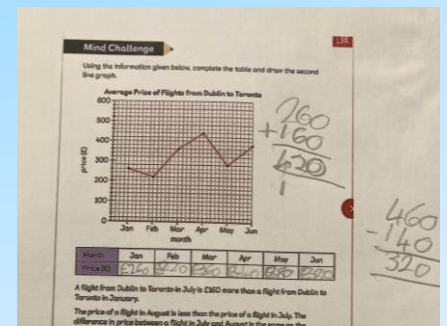 Mind Challenge
Using the information given below, complete the table and draw the second
line graph.
Average Price of Flights from Dublin to Toronto
600
500
400
300
200
100
0
price (£)
Jan Feb Mar Apr May Jun
month
260
+160
420
1
460
-140
320
Month Jan Feb Mar Apr May Jun
Price (£) £260
A flight from Dublin to Toronto in July is £160 more than a flight from Dublin to
Toronto in January.
The price of a flight in August is less than the price of a flight in July. The
difference in price between a flight in July and August is the same as the